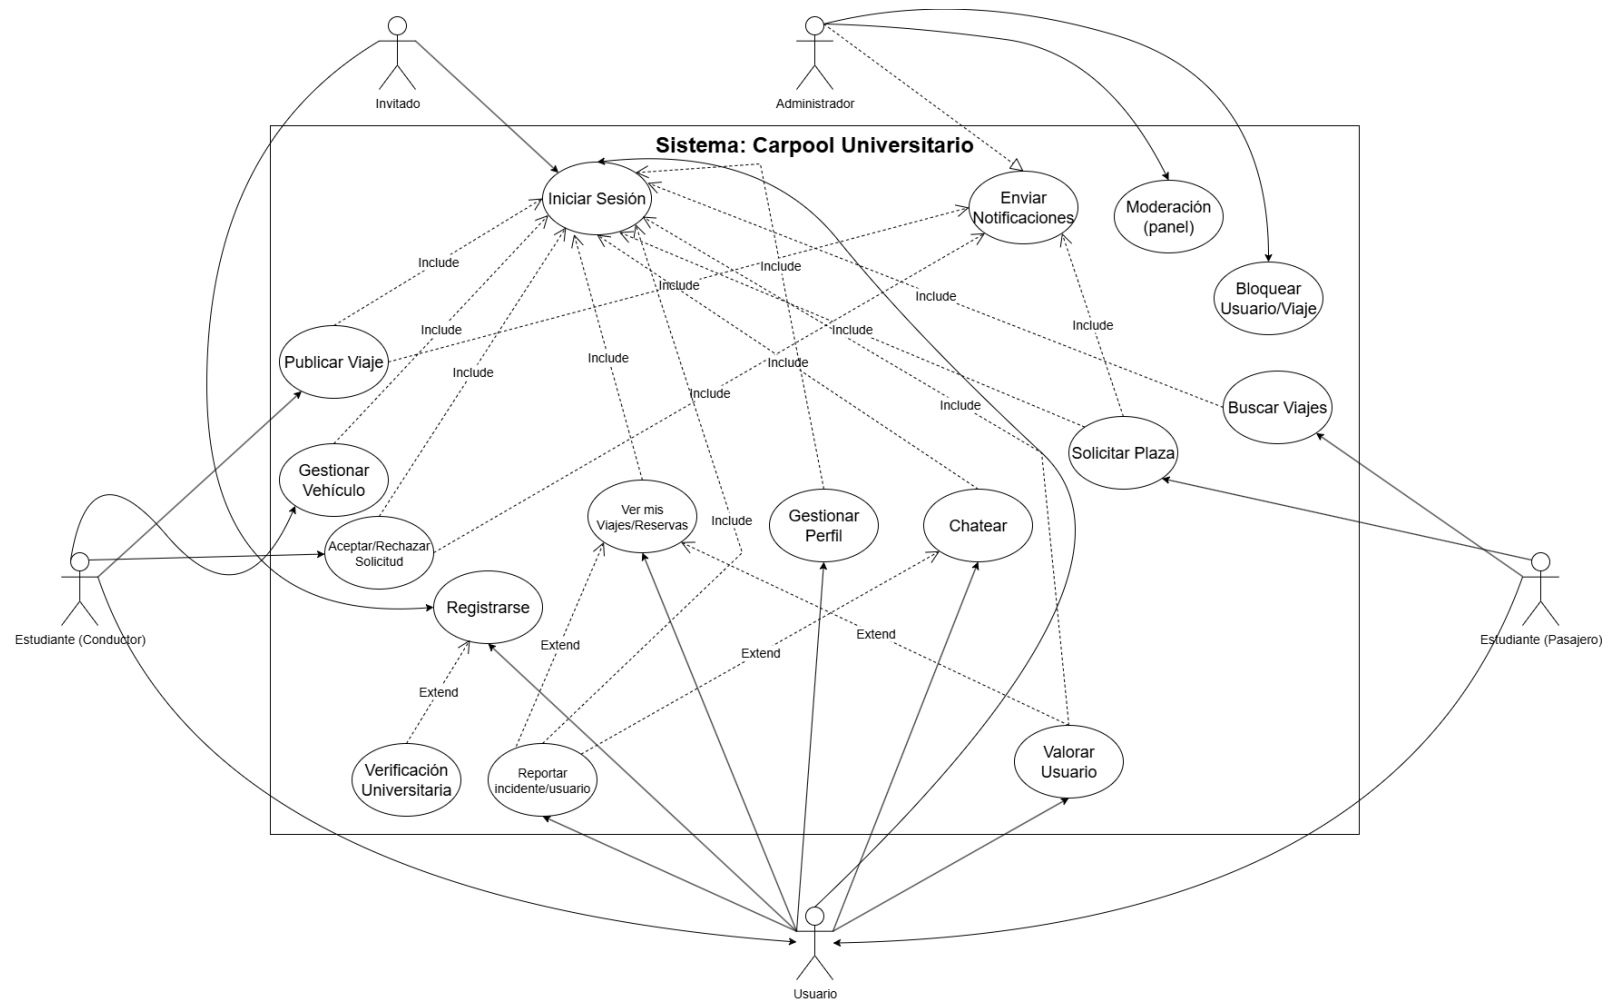 Invitado
Administrador
Sistema: Carpool Universitario
Iniciar Sesión
Enviar
Notificaciones
Moderación
(panel)
Include
Include
Include
Bloquear
Usuario/Viaje
Include
Include
Include
Include
Include
Publicar Viaje
Include
Include
Include
Include
Buscar Viajes
Include
Solicitar Plaza
Gestionar
Vehículo
Ver mis
Viajes/Reservas
Include
Gestionar
Perfil
Chatear
Aceptar/Rechazar
Solicitud
Registrarse
Estudiante (Conductor)
Extend
Extend
Extend
Estudiante (Pasajero)
Extend
Verificación
Universitaria
Reportar
incidente/usuario
Valorar
Usuario
Usuario